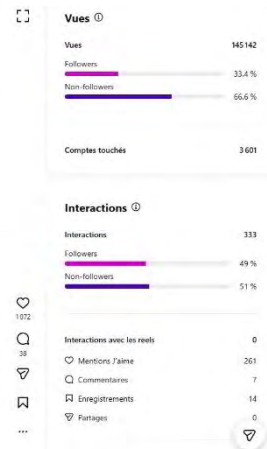 Vues
Vues 145 142
Followers
33.4 %
Non-followers
66.6 %
Comptes touchés 3 601
Interactions
Interactions 333
Followers
49 %
Non-followers
51 %
Interactions avec les reels 0
Mentions J'aime 261
Commentaires 7
Enregistrements 14
Partages 0
1 072
38